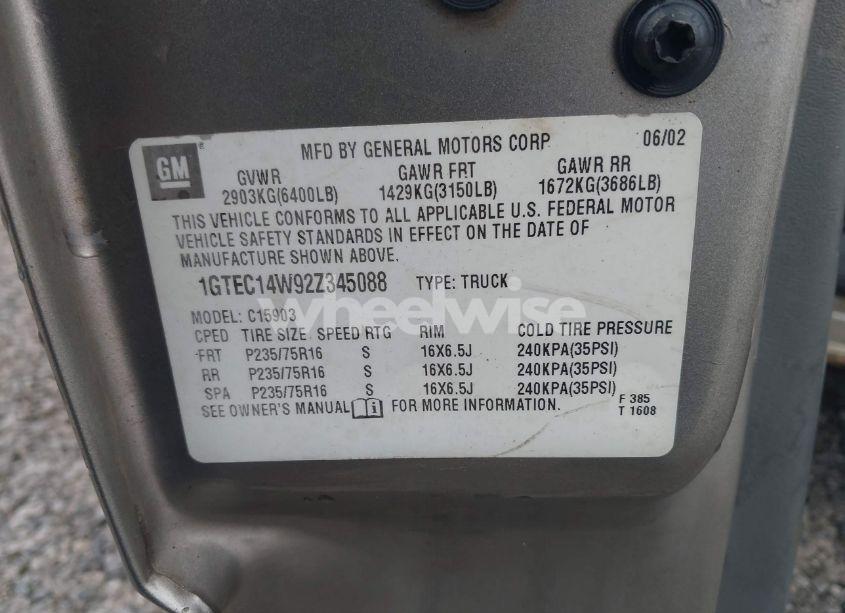 GM
MFD BY GENERAL MOTORS CORP
06/02
GVWR GAWR FRT GAWR RR
2903KG(6400LB) 1429KG(3150LB) 1672KG(3686LB)
THIS VEHICLE CONFORMS TO ALL APPLICABLE U.S. FEDERAL MOTOR
VEHICLE SAFETY STANDARDS IN EFFECT ON THE DATE OF
MANUFACTURE SHOWN ABOVE.
1GTEC14W92Z345088 TYPE: TRUCK
wheelwise
MODEL: C15903
CPED TIRE SIZE SPEED RTG RIM COLD TIRE PRESSURE
FRT P235/75R16 S 16X6.5J 240KPA(35PSI)
RR P235/75R16 S 16X6.5J 240KPA(35PSI)
SPA P235/75R16 S 16X6.5J 240KPA(35PSI)
SEE OWNER'S MANUAL i FOR MORE INFORMATION.
F 385
T 1608